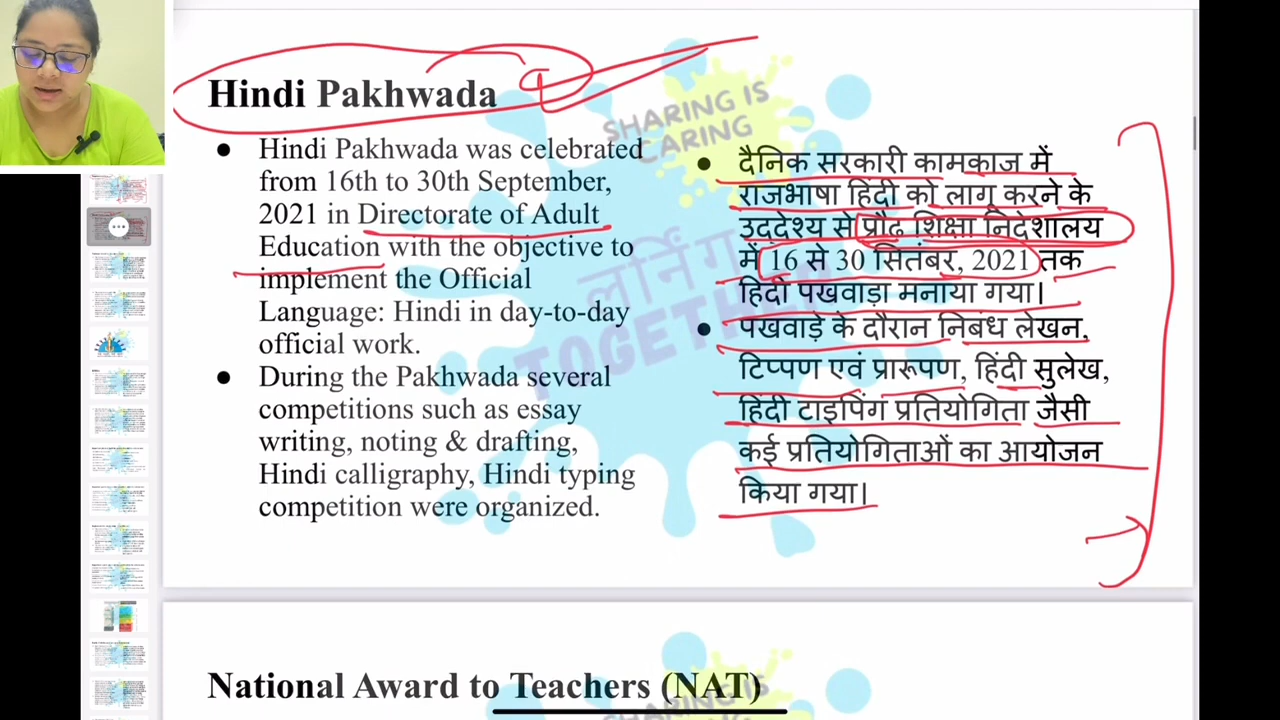 Hindi Pakhwada
Hindi Pakhwada was celebrated
from 16th to 30th September,
2021 in Directorate of Adult
Education with the objective to
implement the Official
Language: Hindi in day-to-day
official work.
During the Pakhwada several
competitions such as essay
writing, noting & drafting,
Hindi calligraphy, Hindi typing
competition were organized.
SHARING IS
CARING
दैनिक सरकारी कामकाज में
राजभाषा हिंदी को लागू करने के
उद्देश्य से प्रौढ शिक्षा निदेशालय
में 16 से 30 सितंबर, 2021 तक
हिंदी पखवाड़ा मनाया गया।
पखवाड़े के दौरान निबंध लेखन,
टिप्पण एवं प्रारूपण, हिंदी सुलेख,
हिंदी टाइपिंग प्रतियोगिता जैसी
कई प्रतियोगिताओं का आयोजन
किया गया।
TOGETHER
National Award to Teachers (NAT)
SHARING IS